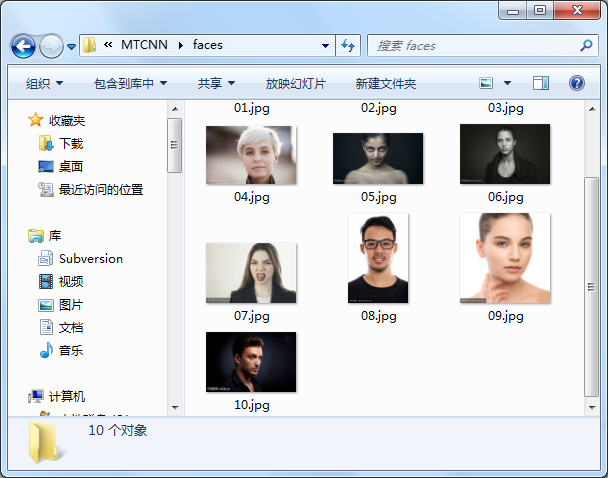 « MTCNN ▸ faces
搜索 faces
组织 包含到库中 共享 放映幻灯片 新建文件夹
收藏夹
下载
桌面
最近访问的位置
库
Subversion
视频
图片
文档
音乐
计算机
01.jpg 02.jpg 03.jpg
04.jpg 05.jpg 06.jpg
07.jpg 08.jpg 09.jpg
10.jpg
10 个对象